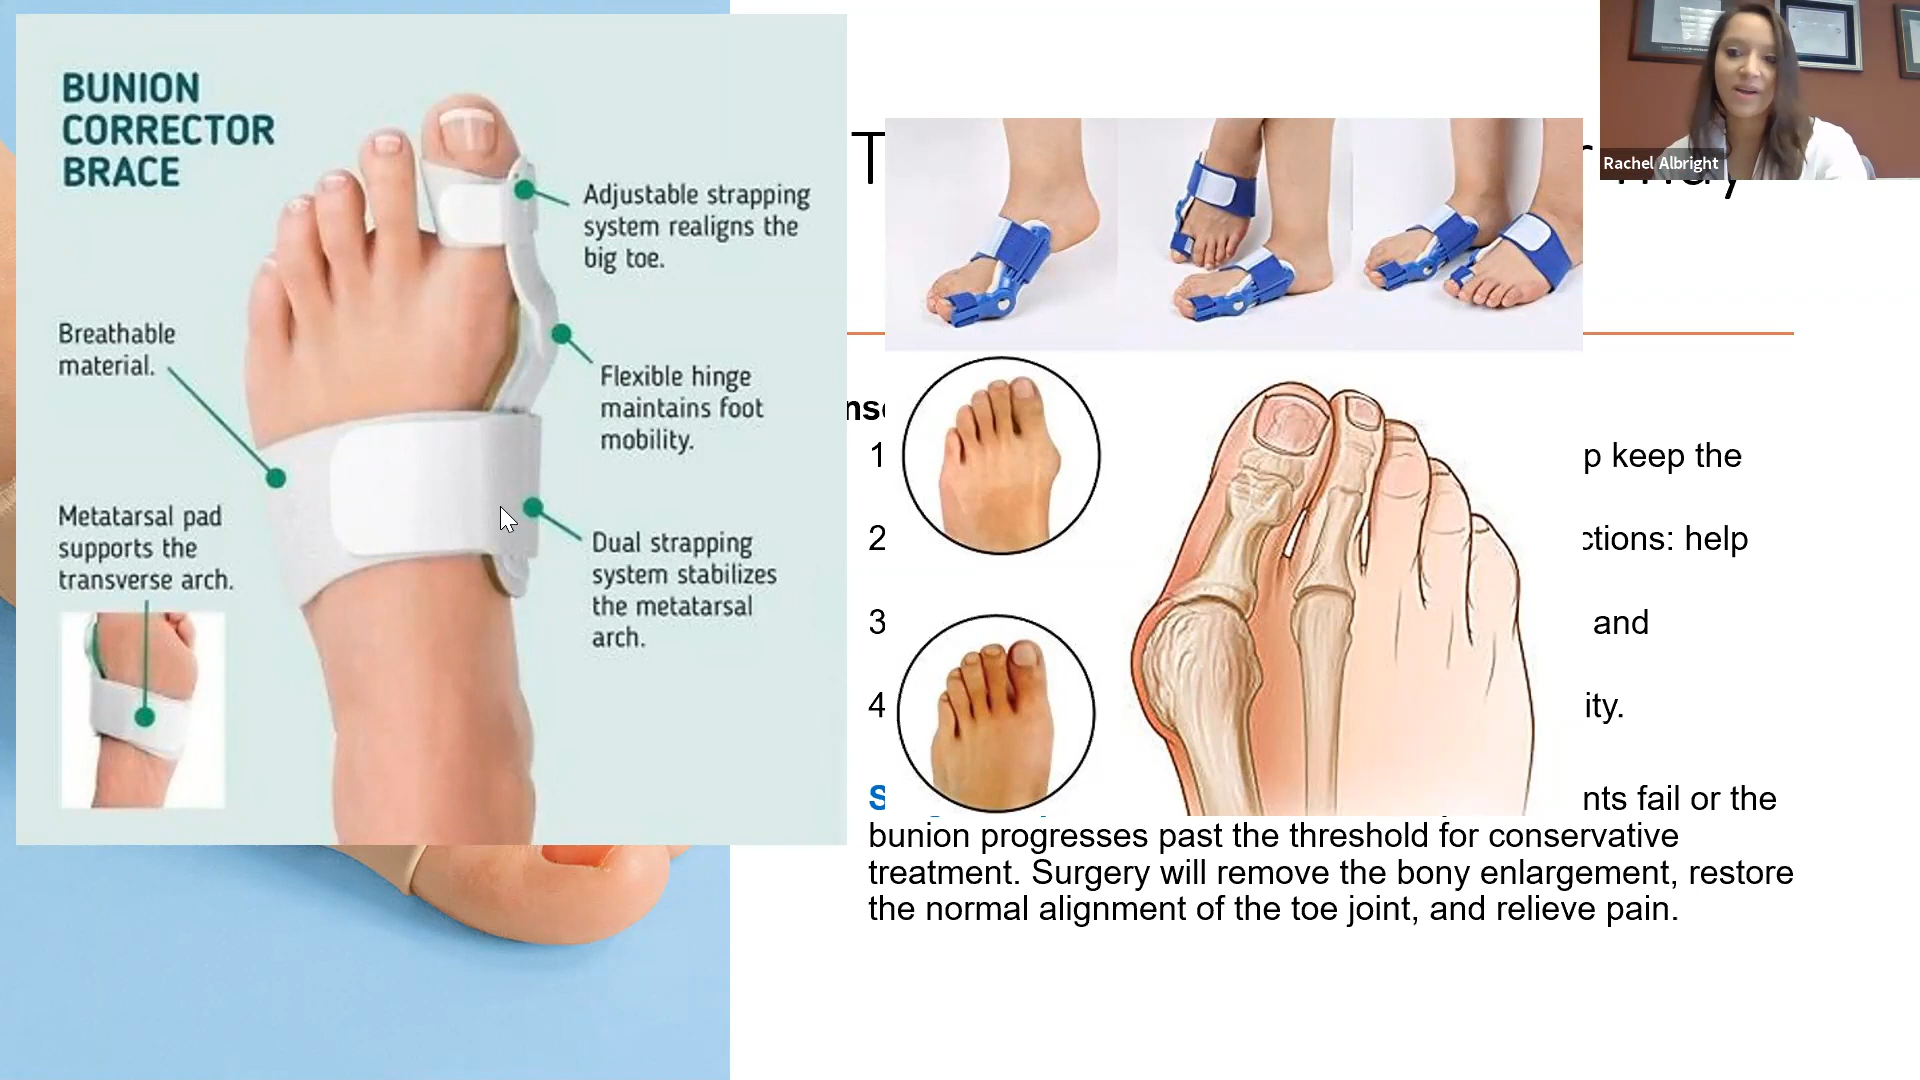 BUNION
CORRECTOR
BRACE
Adjustable strapping
system realigns the
big toe.
Breathable
material.
Flexible hinge
maintains foot
mobility.
Metatarsal pad
supports the
transverse arch.
Dual strapping
system stabilizes
the metatarsal
arch.
Rachel Albright
1
keep the
2
ctions: help
3
and
4
ity.
S
nts fail or the
bunion progresses past the threshold for conservative
treatment. Surgery will remove the bony enlargement, restore
the normal alignment of the toe joint, and relieve pain.